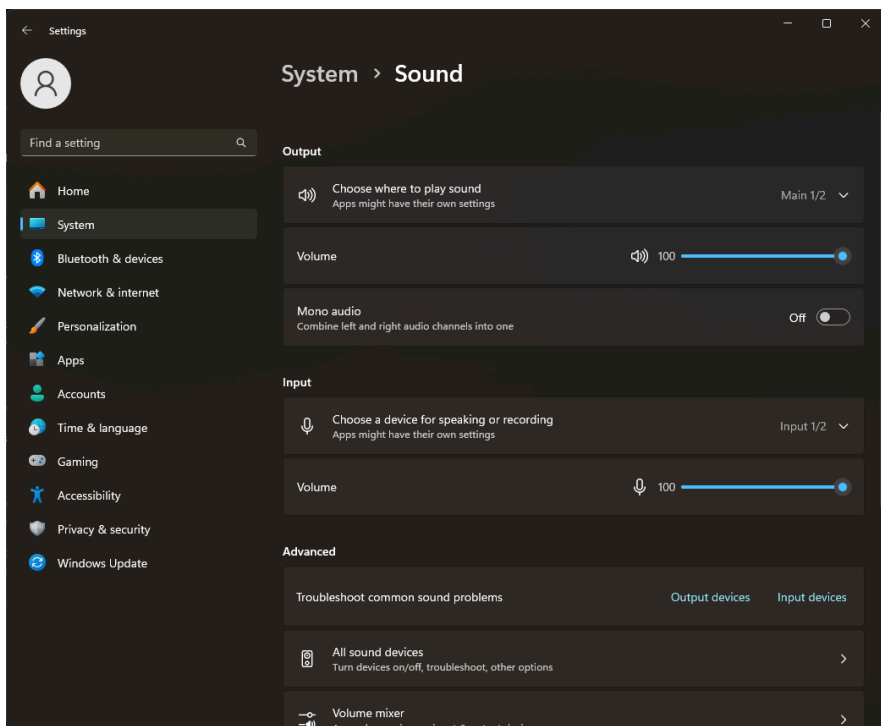 Settings
System > Sound
Find a setting
Home
System
Bluetooth & devices
Network & internet
Personalization
Apps
Accounts
Time & language
Gaming
Accessibility
Privacy & security
Windows Update
Output
Choose where to play sound
Apps might have their own settings
Main 1/2
Volume
100
Mono audio
Combine left and right audio channels into one
Off
Input
Choose a device for speaking or recording
Apps might have their own settings
Input 1/2
Volume
100
Advanced
Troubleshoot common sound problems
Output devices
Input devices
All sound devices
Turn devices on/off, troubleshoot, other options
Volume mixer